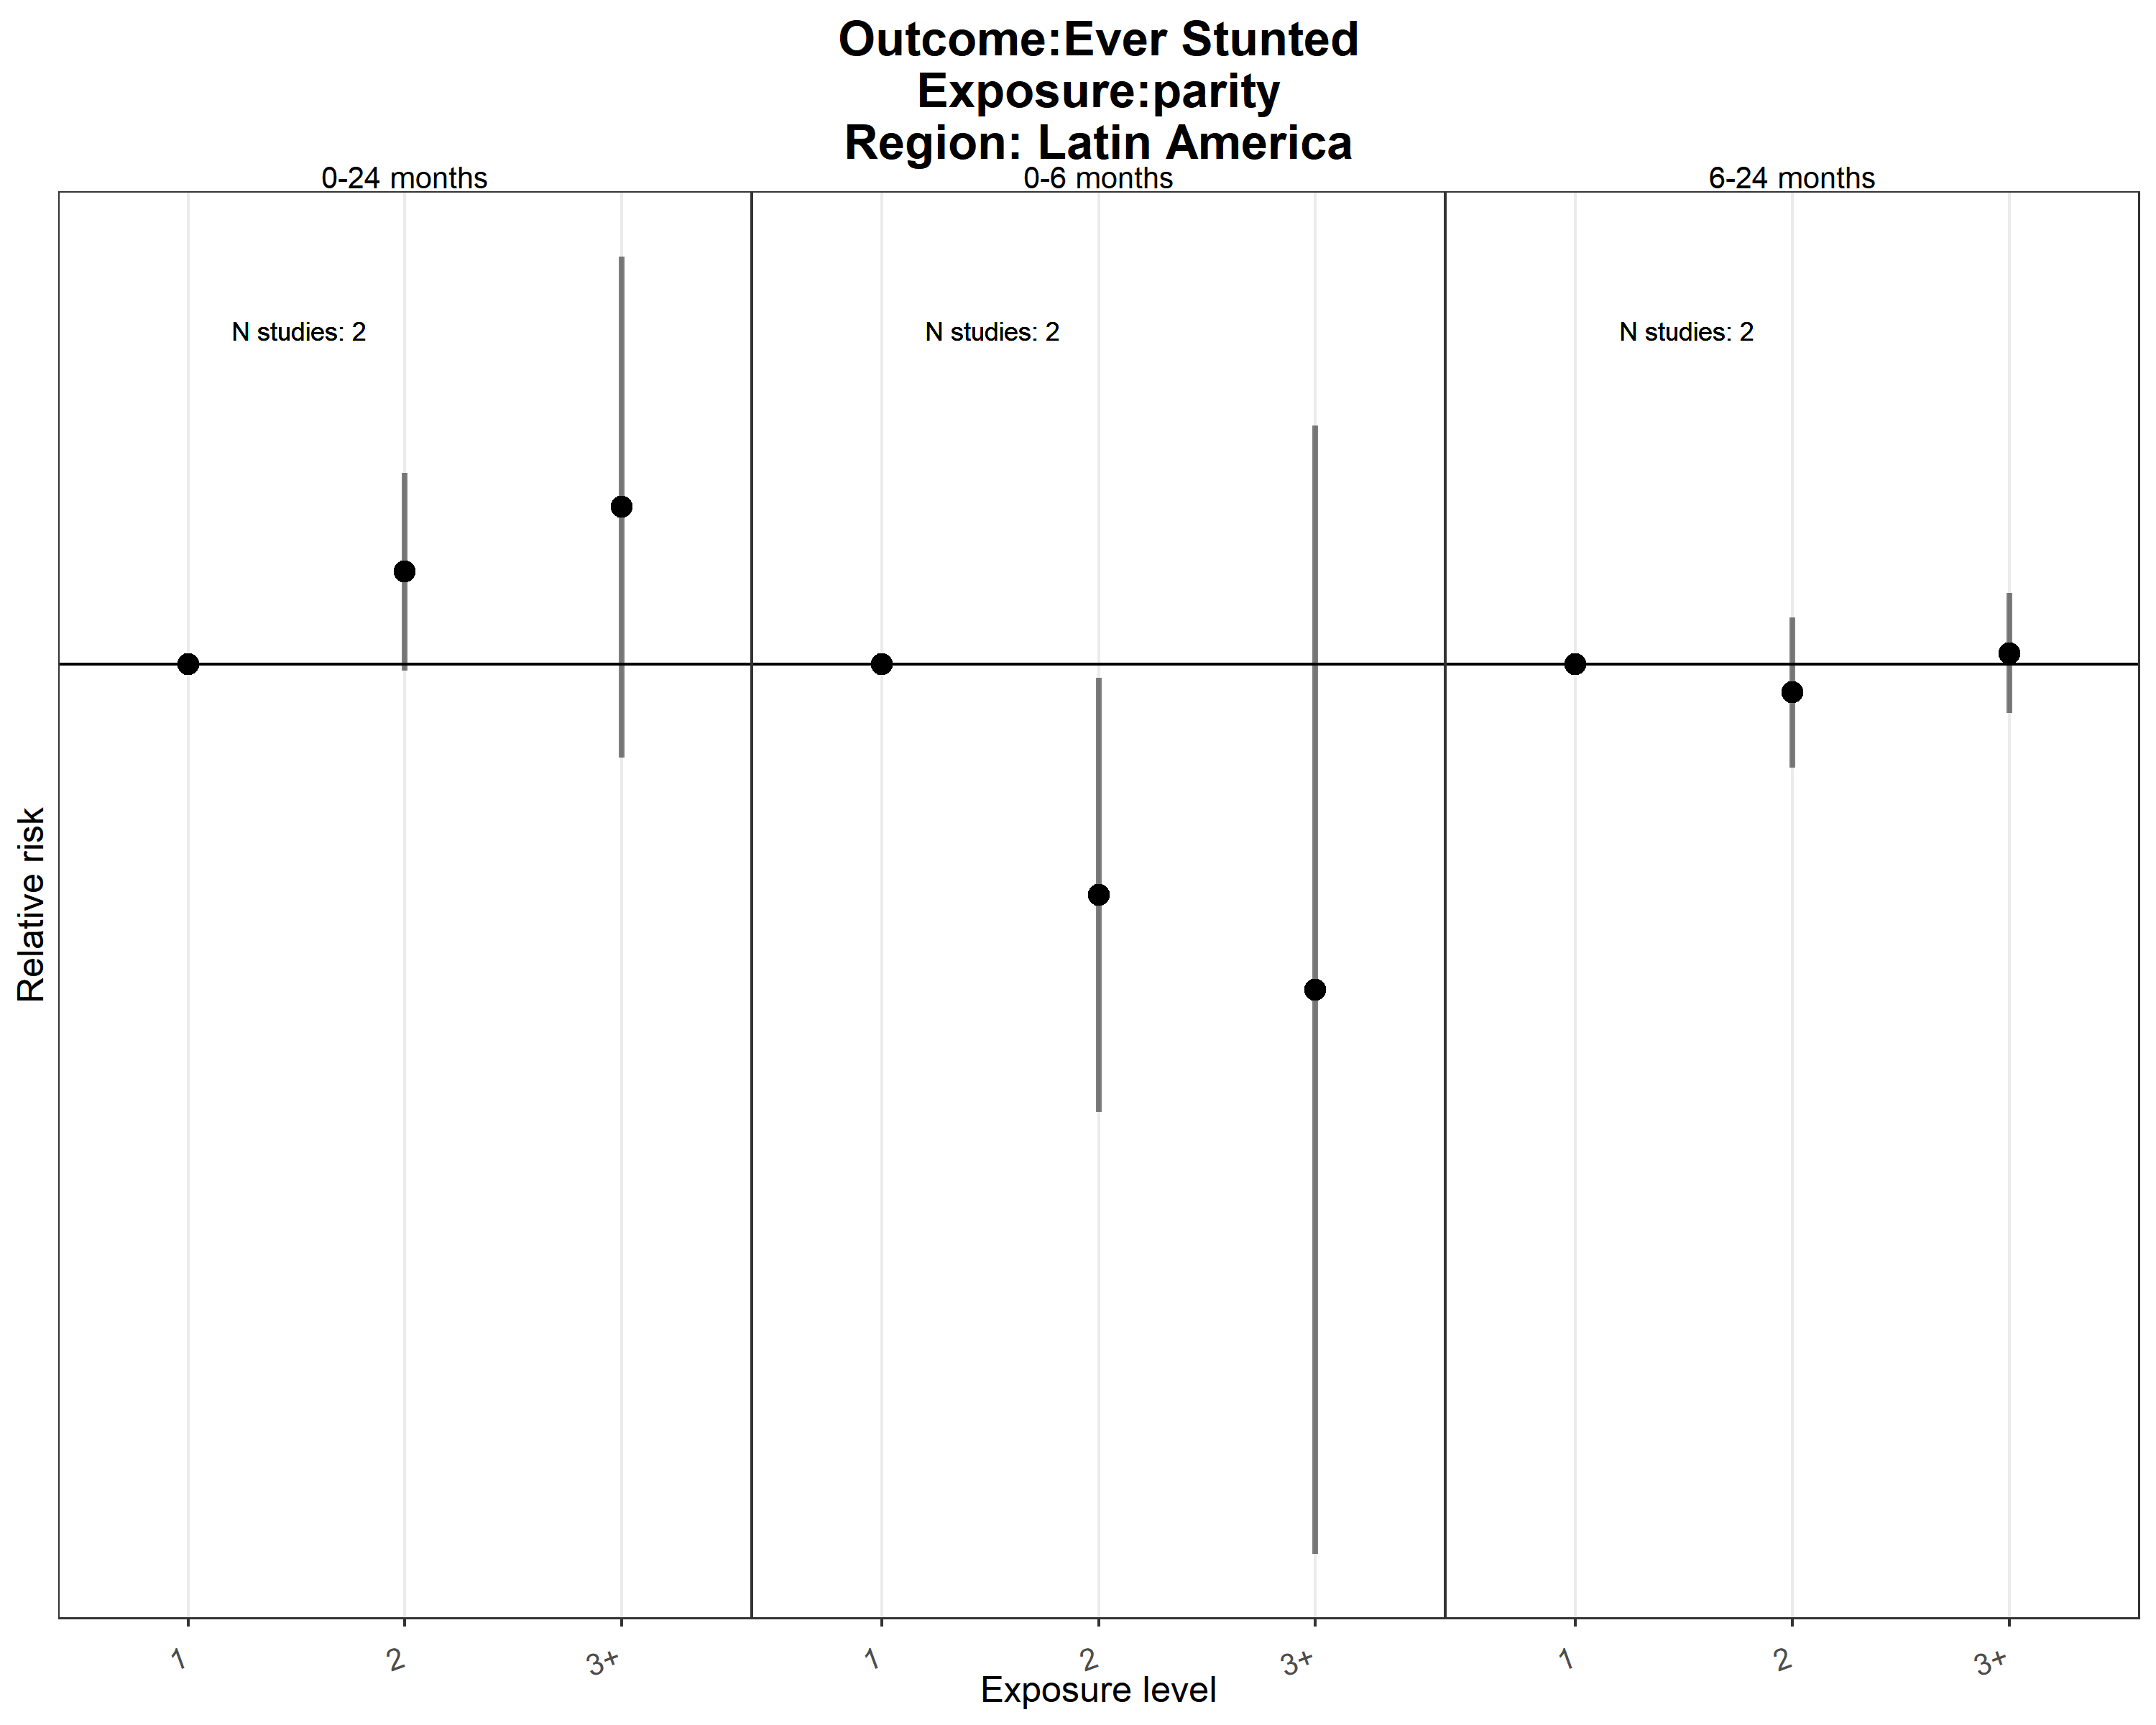 Outcome:Ever Stunted
Exposure:parity
Region: Latin America
0-24 months
0-6 months
6-24 months
N studies: 2
N studies: 2
N studies: 2
Relative risk
1
2
3+
1
2
3+
1
2
3+
Exposure level